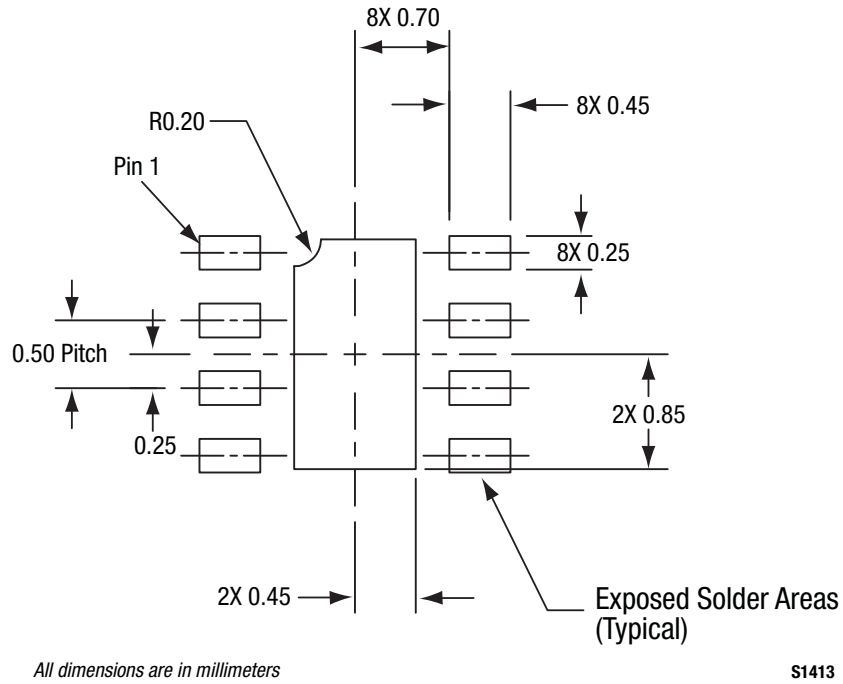 8X 0.70
8X 0.45
R0.20
Pin 1
8X 0.25
0.50 Pitch
2X 0.85
0.25
2X 0.45
Exposed Solder Areas
(Typical)
All dimensions are in millimeters
S1413